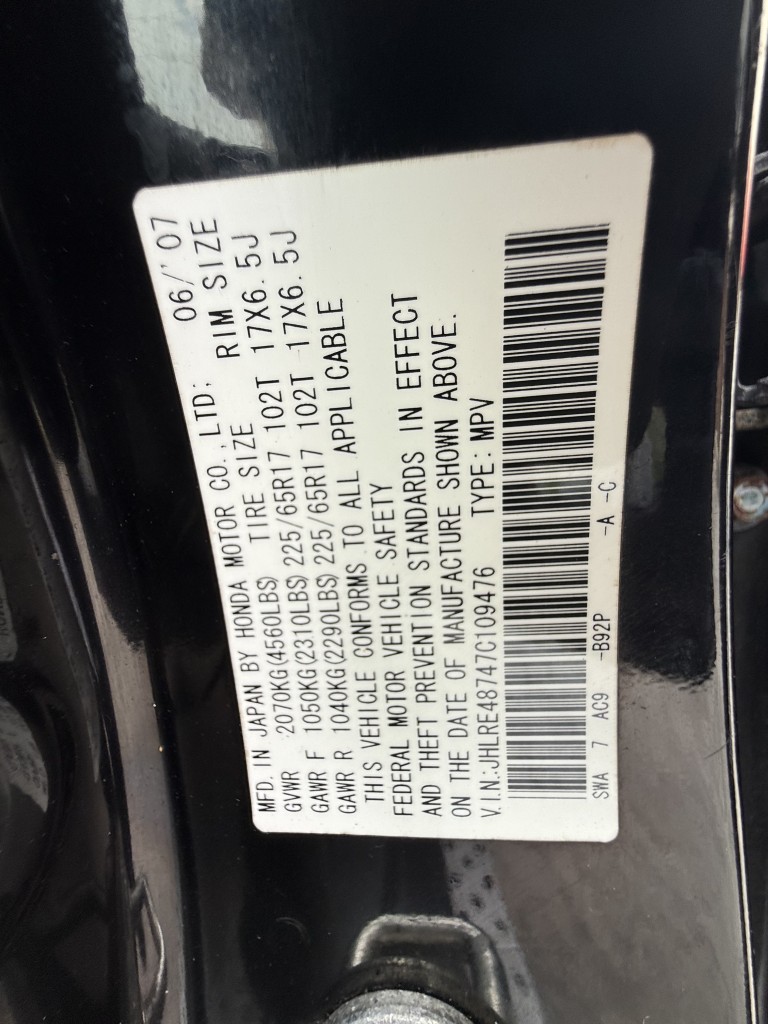 MFD. IN JAPAN BY HONDA MOTOR CO., LTD; 06/'07
GVWR 2070KG(4560LBS) TIRE SIZE RIM SIZE
GAWR F 1050KG(2310LBS) 225/65R17 102T 17X6.5J
GAWR R 1040KG(2290LBS) 225/65R17 102T 17X6.5J
THIS VEHICLE CONFORMS TO ALL APPLICABLE
FEDERAL MOTOR VEHICLE SAFETY
AND THEFT PREVENTION STANDARDS IN EFFECT
ON THE DATE OF MANUFACTURE SHOWN ABOVE.
V.I.N.:JHLRE48747C109476 TYPE: MPV
SWA 7 AC9 -B92P -A -C